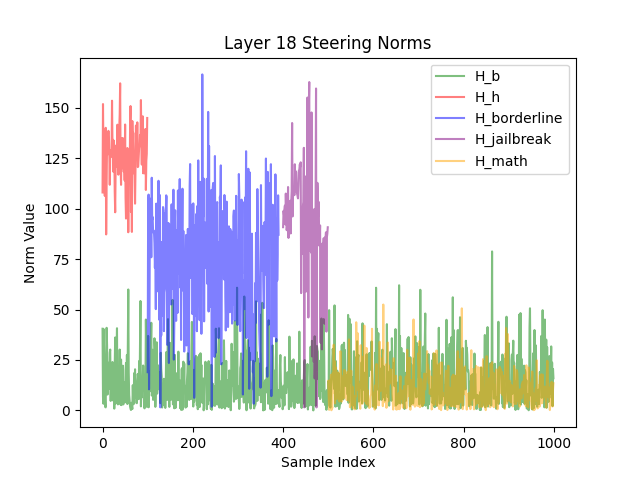 Layer 18 Steering Norms
H_b
H_h
H_borderline
H_jailbreak
H_math
Norm Value
150
125
100
75
50
25
0
0 200 400 600 800 1000
Sample Index